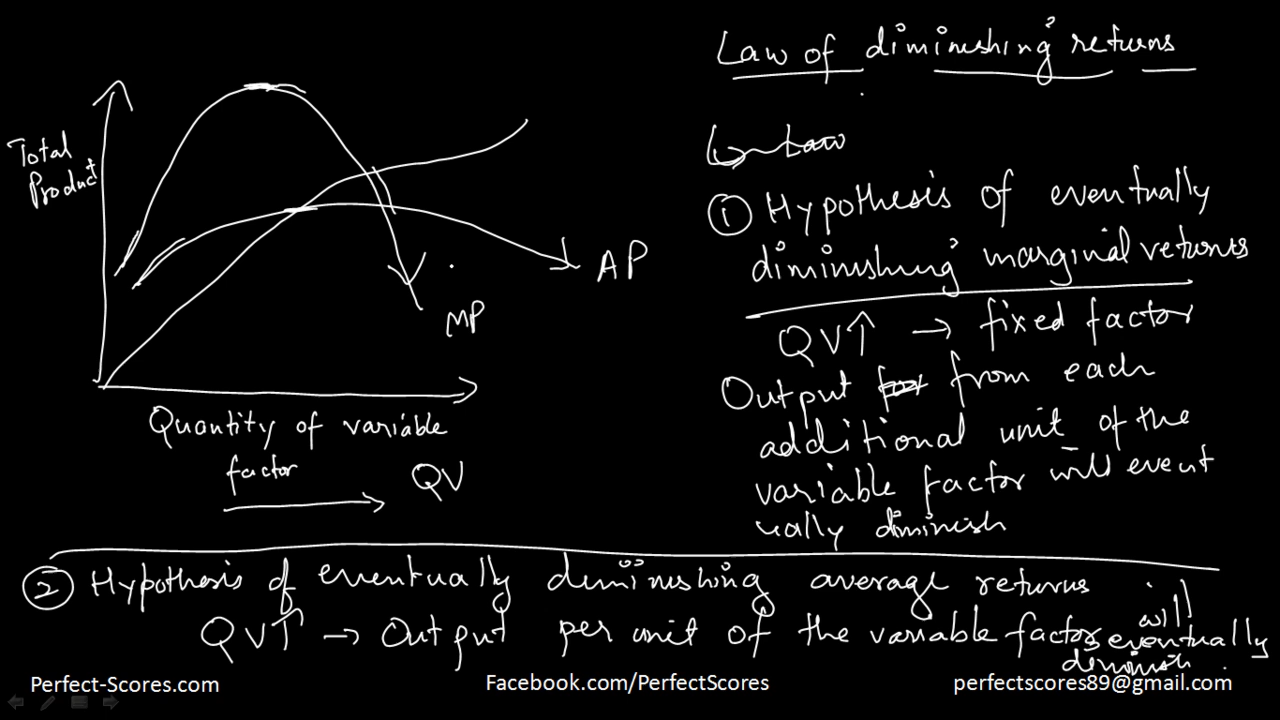 Law of diminishing returns
Total
Product
Law
① Hypothesis of eventually
diminishing marginal returns
AP
MP
QV↑ → fixed factor
Output from each
additional unit of the
variable factor will event
ually diminish
Quantity of variable
factor
QV
② Hypothesis of eventually diminishing average returns
QV↑ → Output per unit of the variable factor will
eventually
diminish.
Perfect-Scores.com
Facebook.com/PerfectScores
perfectscores89@gmail.com